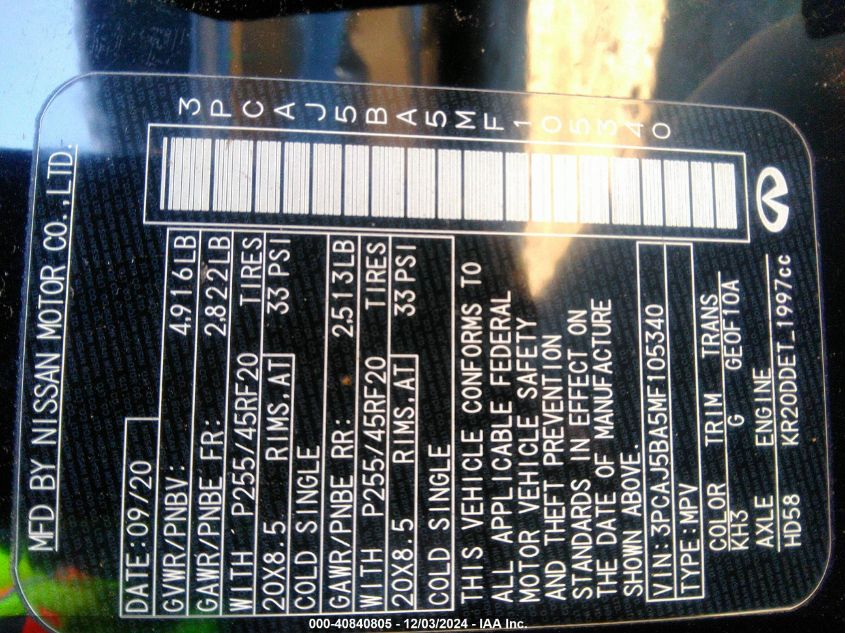 MFD BY NISSAN MOTOR CO.,LTD.
DATE:09/20
GVWR/PNBV: 4,916LB
GAWR/PNBE FR: 2,822LB
WITH P255/45RF20 TIRES
20X8.5 RIMS,AT 33 PSI
COLD SINGLE
GAWR/PNBE RR: 2,513LB
WITH P255/45RF20 TIRES
20X8.5 RIMS,AT 33 PSI
COLD SINGLE
3PCAJ5BA5MF105340
THIS VEHICLE CONFORMS TO
ALL APPLICABLE FEDERAL
MOTOR VEHICLE SAFETY
AND THEFT PREVENTION
STANDARDS IN EFFECT ON
THE DATE OF MANUFACTURE
SHOWN ABOVE.
VIN:3PCAJ5BA5MF105340
TYPE:MPV
COLOR TRIM TRANS
KH3 G GE0F10A
AXLE ENGINE
HD58 KR20DDET_1997cc
000-40840805 - 12/03/2024 - IAA Inc.